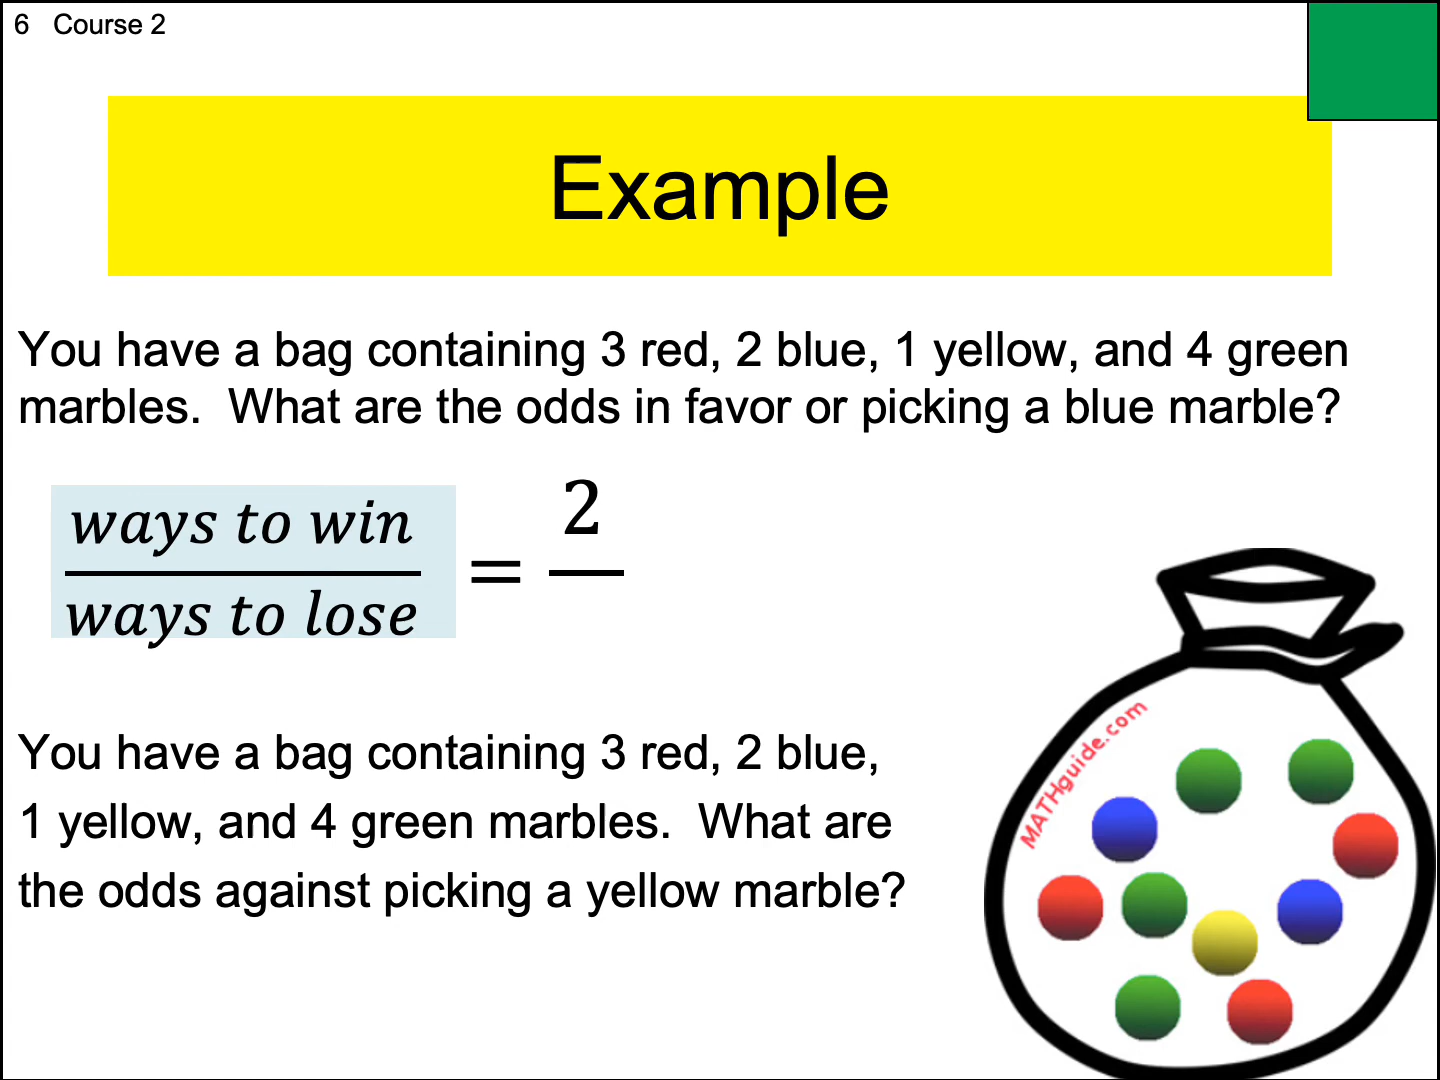 6 Course 2
Example
You have a bag containing 3 red, 2 blue, 1 yellow, and 4 green
marbles. What are the odds in favor or picking a blue marble?
2
ways to win
=
ways to lose
You have a bag containing 3 red, 2 blue,
1 yellow, and 4 green marbles. What are
the odds against picking a yellow marble?
MATHguide.com